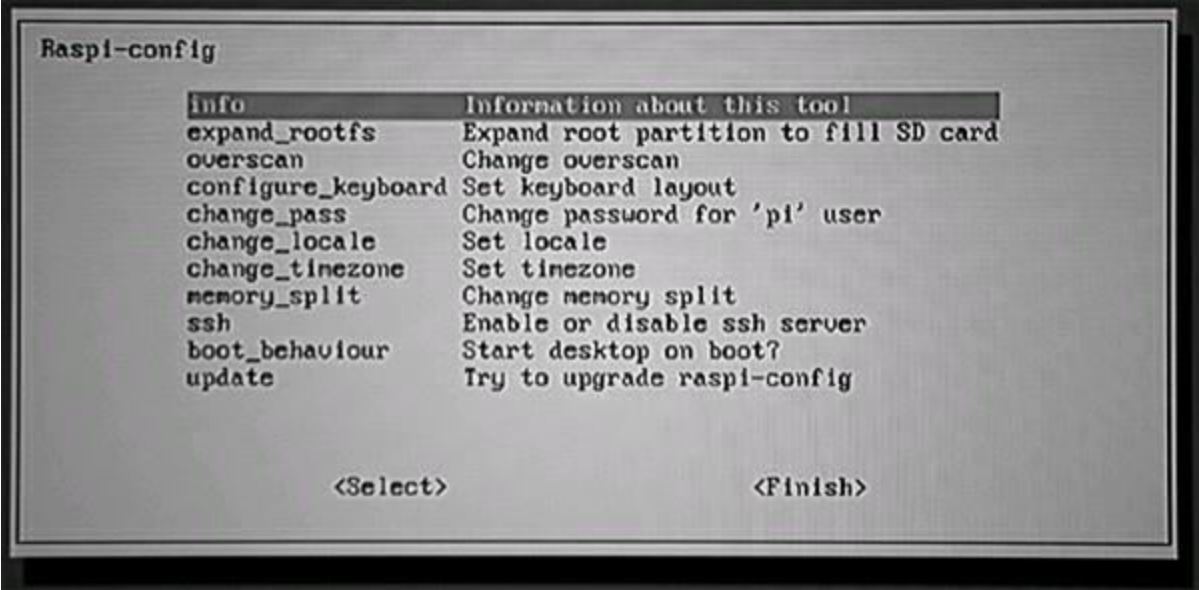 Raspi-config
info Information about this tool
expand_rootfs Expand root partition to fill SD card
overscan Change overscan
configure_keyboard Set keyboard layout
change_pass Change password for 'pi' user
change_locale Set locale
change_timezone Set timezone
memory_split Change memory split
ssh Enable or disable ssh server
boot_behaviour Start desktop on boot?
update Try to upgrade raspi-config
<Select> <Finish>